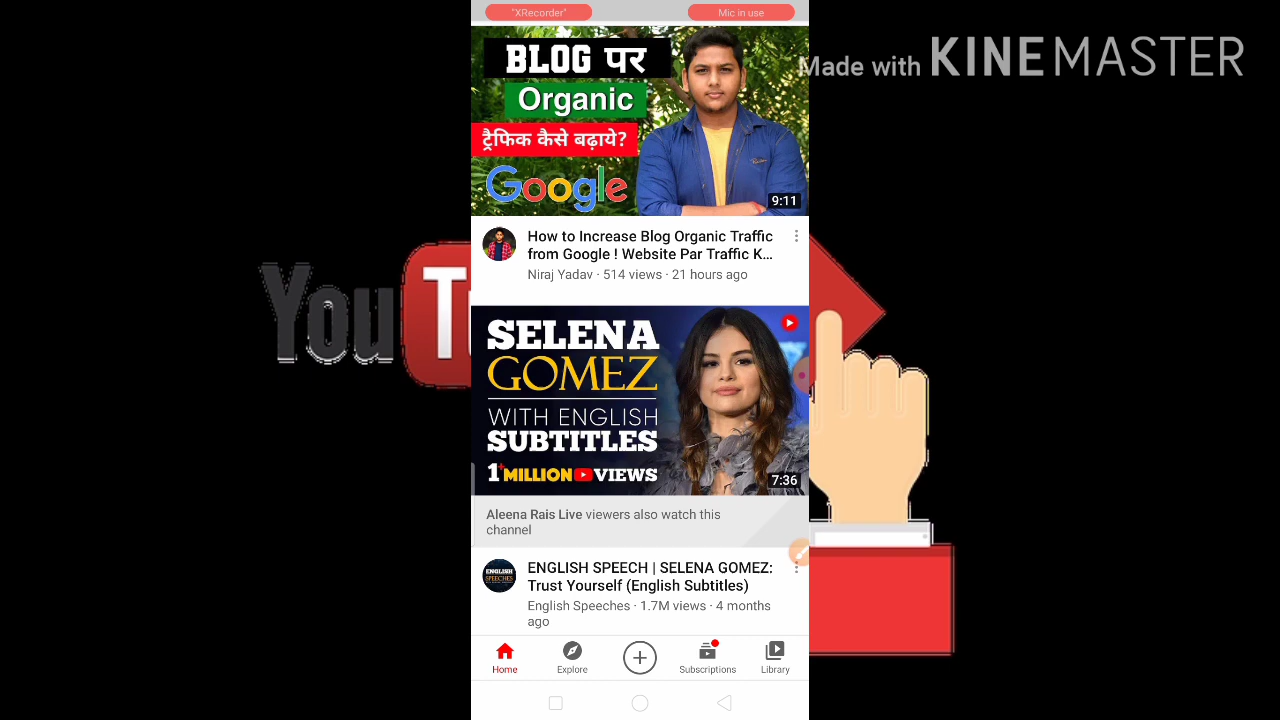 "XRecorder"
Mic in use
Made with KINEMASTER
BLOG पर
Organic
ट्रैफिक कैसे बढ़ाये?
Google
9:11
How to Increase Blog Organic Traffic
from Google ! Website Par Traffic K...
Niraj Yadav · 514 views · 21 hours ago
You
SELENA
GOMEZ
WITH ENGLISH
SUBTITLES
1+ MILLION VIEWS
7:36
Aleena Rais Live viewers also watch this
channel
ENGLISH
SPEECHES
ENGLISH SPEECH | SELENA GOMEZ:
Trust Yourself (English Subtitles)
English Speeches · 1.7M views · 4 months
ago
Home
Explore
Subscriptions
Library